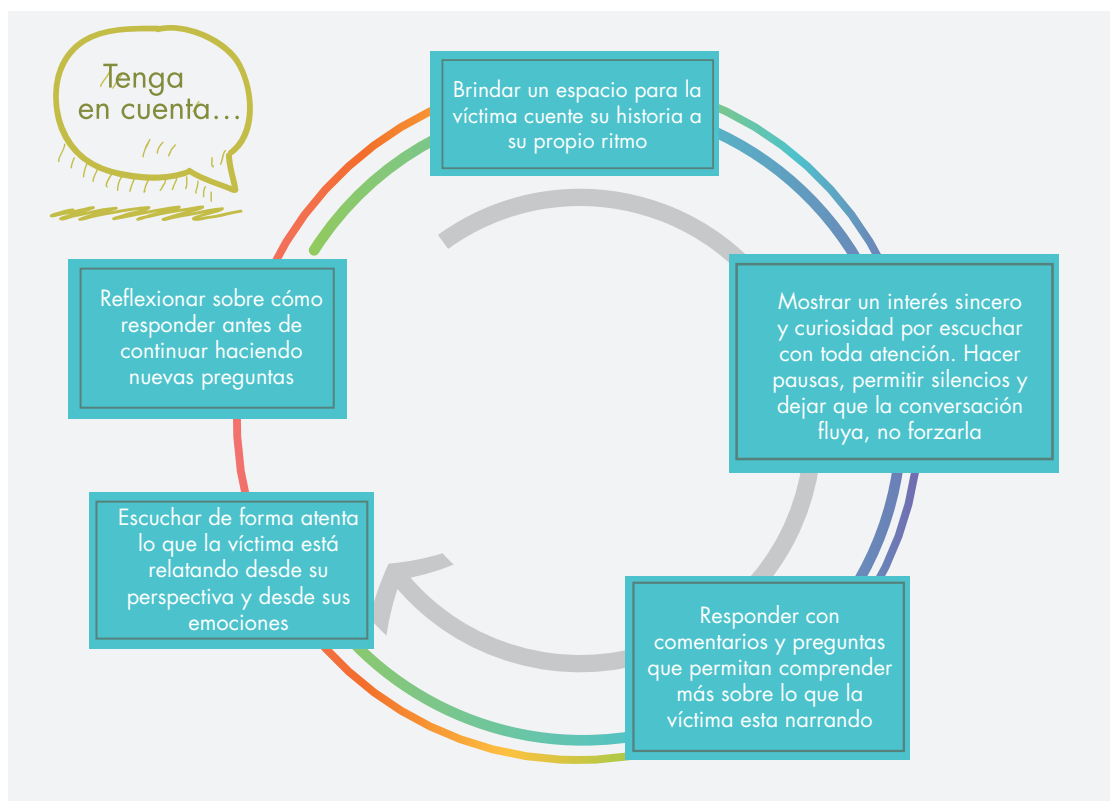 Tenga
en cuenta...
Brindar un espacio para la
víctima cuente su historia a
su propio ritmo
Mostrar un interés sincero
y curiosidad por escuchar
con toda atención. Hacer
pausas, permitir silencios y
dejar que la conversación
fluya, no forzarla
Responder con
comentarios y preguntas
que permitan comprender
más sobre lo que la
víctima esta narrando
Escuchar de forma atenta
lo que la víctima está
relatando desde su
perspectiva y desde sus
emociones
Reflexionar sobre cómo
responder antes de
continuar haciendo
nuevas preguntas